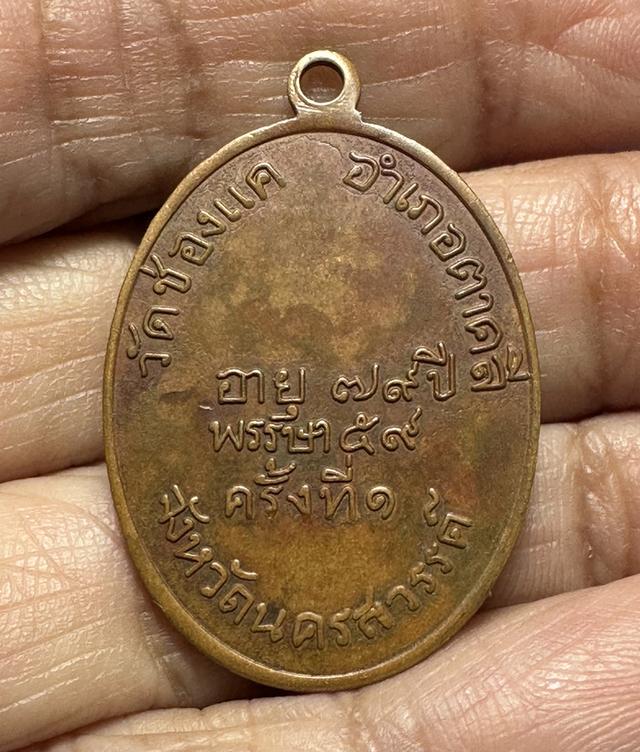 วัดช่องแค อำเภอตาคลี
อายุ ๗๙ ปี
พรรษา ๕๙
ครั้งที่ ๑
จังหวัดนครสวรรค์